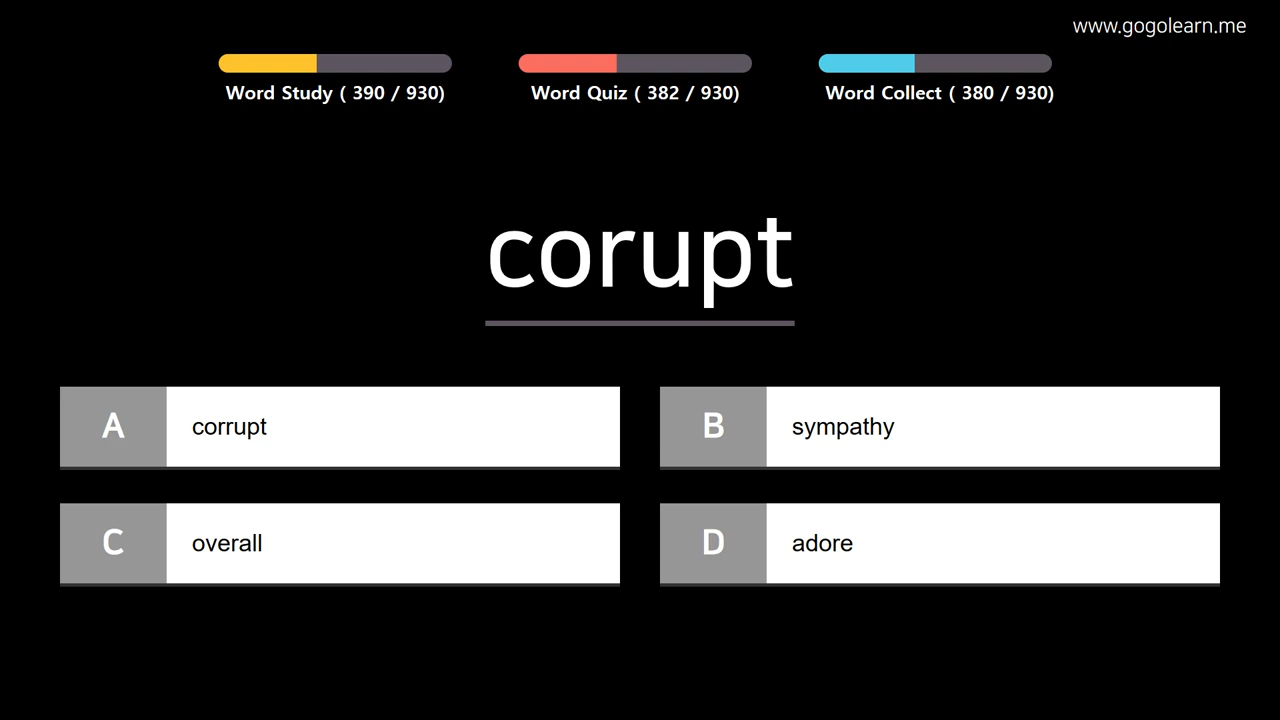 www.gogolearn.me
Word Study ( 390 / 930)
Word Quiz ( 382 / 930)
Word Collect ( 380 / 930)
corupt
A corrupt
B sympathy
C overall
D adore